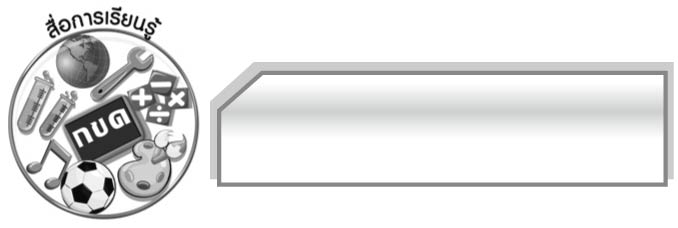 สื่อการเรียนรู้
กขค
+ − × ÷